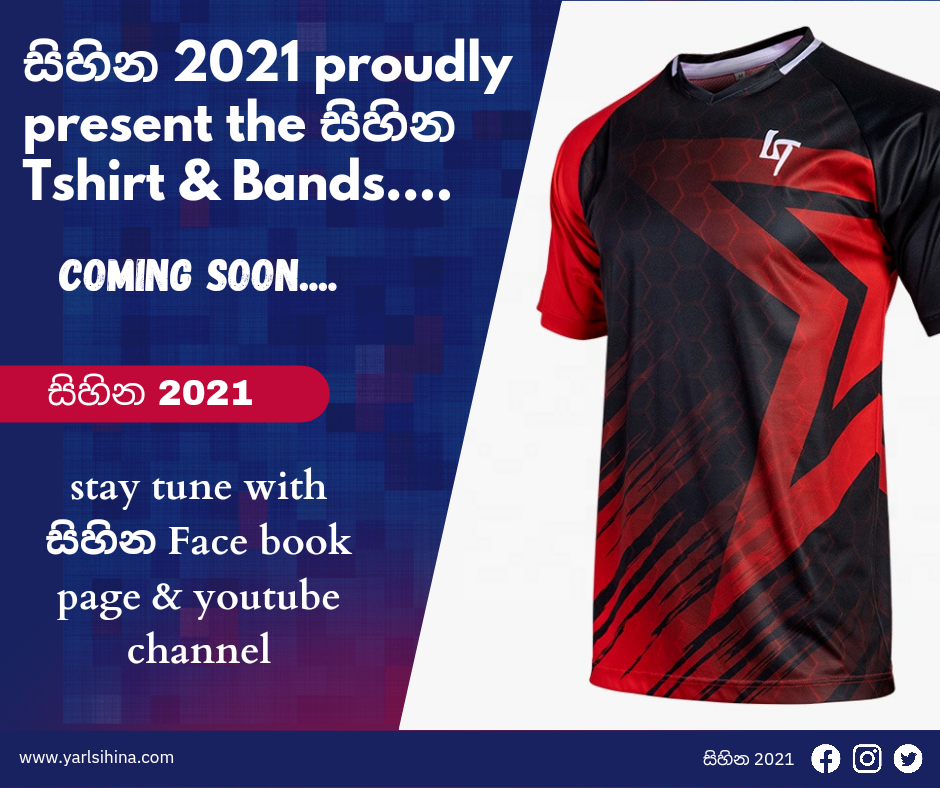 සිහින 2021 proudly
present the සිහින
Tshirt & Bands....
COMING SOON....
සිහින 2021
stay tune with
සිහින Face book
page & youtube
channel
www.yarlsihina.com
සිහින 2021